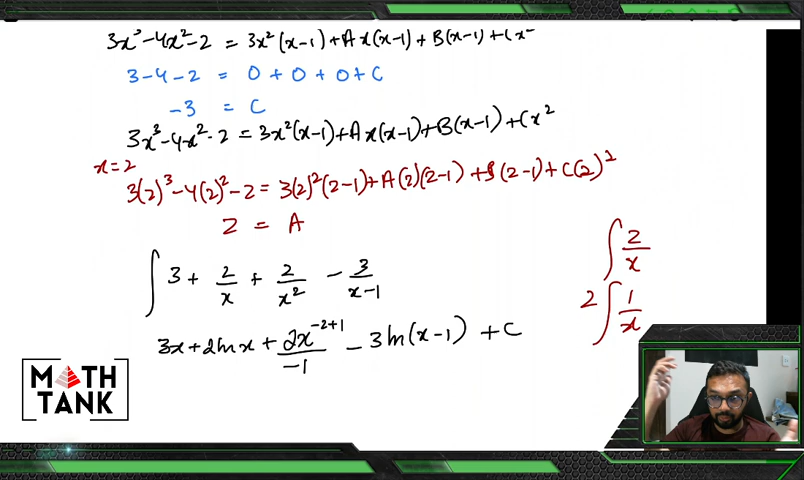 3x³-4x²-2 = 3x²(x-1)+Ax(x-1)+B(x-1)+Cx²
3-4-2 = 0+0+0+C
-3 = C
3x³-4x²-2 = 3x²(x-1)+Ax(x-1)+B(x-1)+Cx²
x=2
3(2)³-4(2)²-2 = 3(2)²(2-1)+A(2)(2-1)+B(2-1)+C(2)²
2 = A
∫ 3 + 2/x + 2/x² - 3/x-1
∫ 2/x
2 ∫ 1/x
3x+2lnx+ 2x⁻²⁺¹/-1 - 3ln(x-1) + C
MATH
TANK